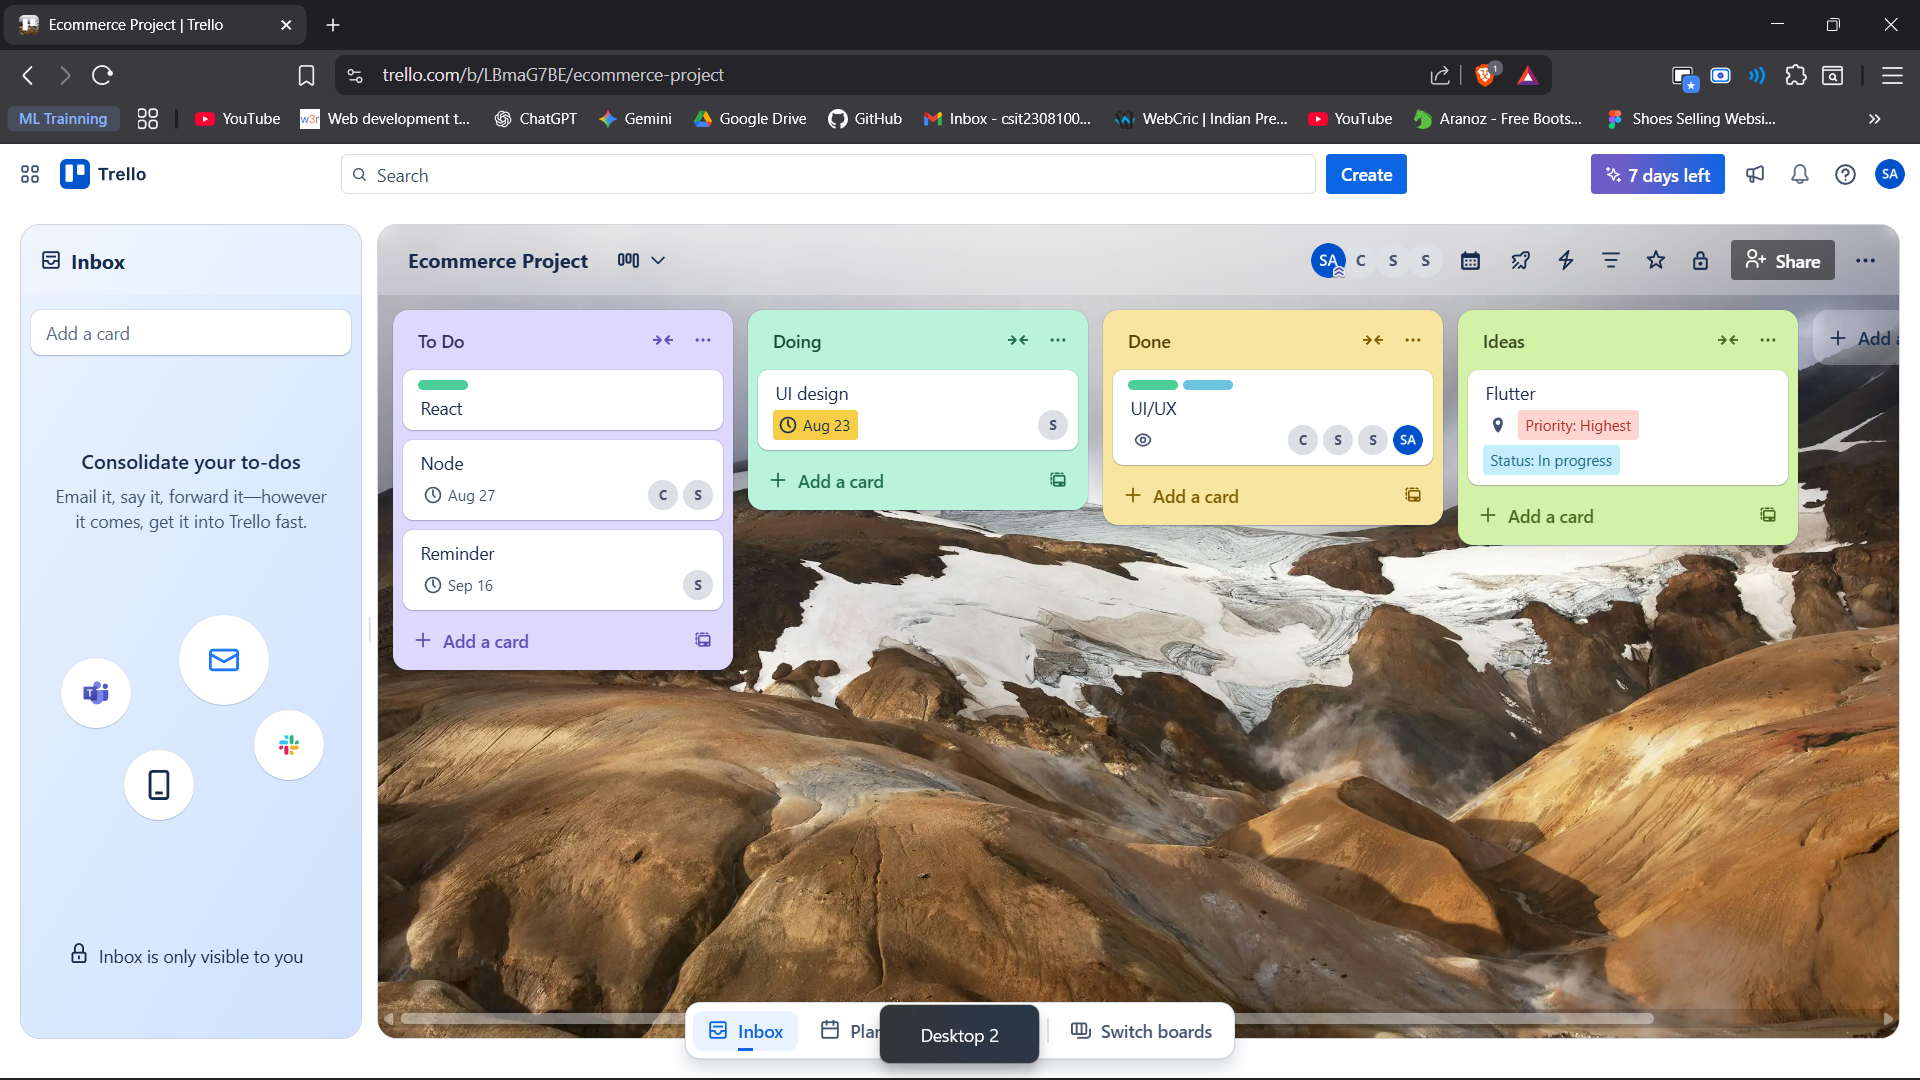 Ecommerce Project | Trello
trello.com/b/LBmaG7BE/ecommerce-project
1
ML Trainning
YouTube
Web development t...
ChatGPT
Gemini
Google Drive
GitHub
Inbox - csit2308100...
WebCric | Indian Pre...
YouTube
Aranoz - Free Boots...
Shoes Selling Websi...
Trello
Search
Create
7 days left
SA
Inbox
Add a card
Consolidate your to-dos
Email it, say it, forward it—however
it comes, get it into Trello fast.
Inbox is only visible to you
Ecommerce Project
SA
C
S
S
Share
To Do
React
Node
Aug 27
C
S
Reminder
Sep 16
S
Add a card
Doing
UI design
Aug 23
S
Add a card
Done
UI/UX
C
S
S
SA
Add a card
Ideas
Flutter
Priority: Highest
Status: In progress
Add a card
Add
Inbox
Desktop 2
Switch boards